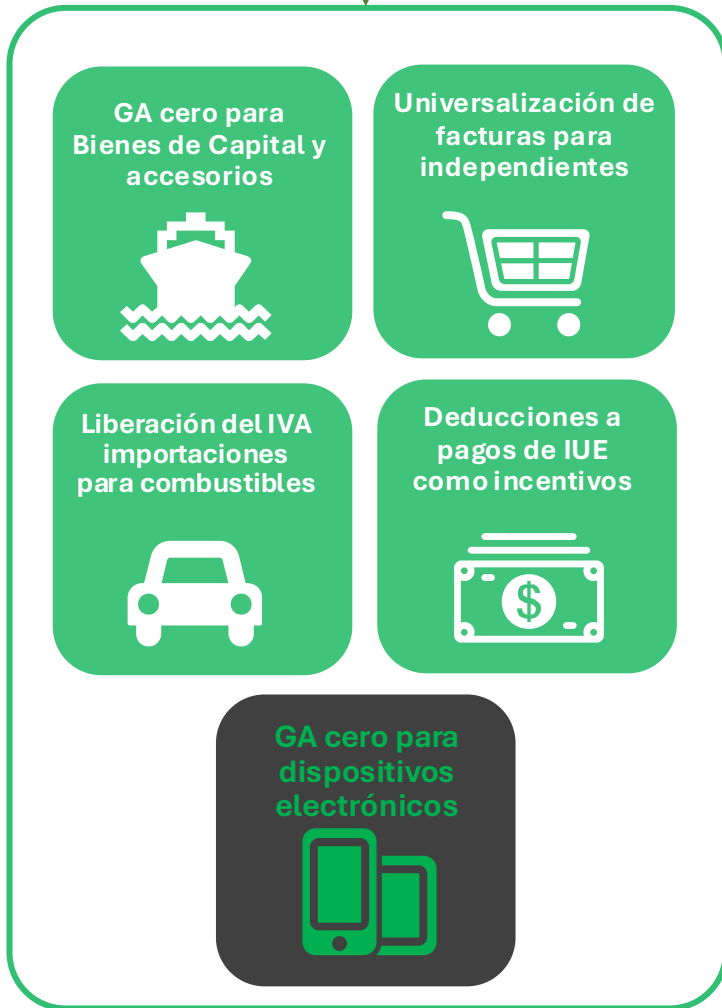 GA cero para
Bienes de Capital y
accesorios
Universalización de
facturas para
independientes
Liberación del IVA
importaciones
para combustibles
Deducciones a
pagos de IUE
como incentivos
$
GA cero para
dispositivos
electrónicos